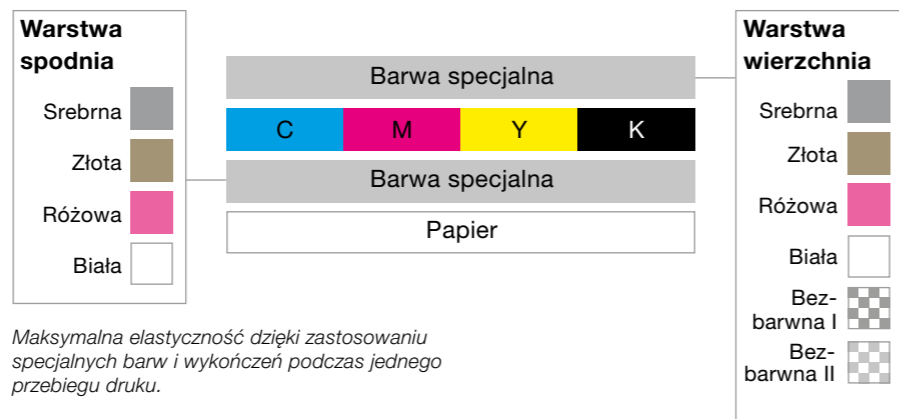 Warstwa
spodnia
Srebrna
Złota
Różowa
Biała
Barwa specjalna
C M Y K
Barwa specjalna
Papier
Warstwa
wierzchnia
Srebrna
Złota
Różowa
Biała
Bez-
barwna I
Bez-
barwna II
Maksymalna elastyczność dzięki zastosowaniu
specjalnych barw i wykończeń podczas jednego
przebiegu druku.